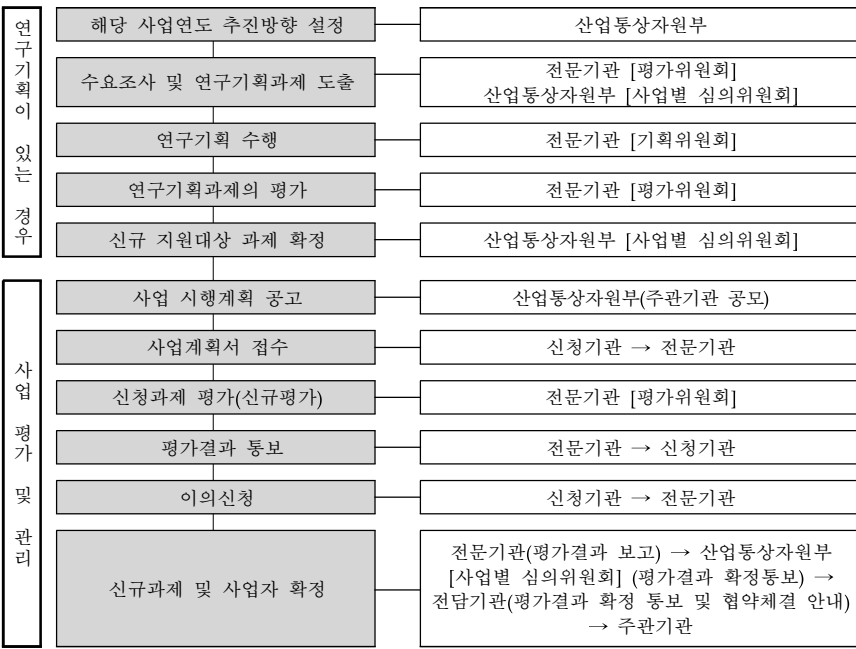 연구기획이 있는 경우
해당 사업연도 추진방향 설정
산업통상자원부
수요조사 및 연구기획과제 도출
전문기관 [평가위원회]
산업통상자원부 [사업별 심의위원회]
연구기획 수행
전문기관 [기획위원회]
연구기획과제의 평가
전문기관 [평가위원회]
신규 지원대상 과제 확정
산업통상자원부 [사업별 심의위원회]
사업 평가 및 관리
사업 시행계획 공고
산업통상자원부(주관기관 공모)
사업계획서 접수
신청기관 → 전문기관
신청과제 평가(신규평가)
전문기관 [평가위원회]
평가결과 통보
전문기관 → 신청기관
이의신청
신청기관 → 전문기관
신규과제 및 사업자 확정
전문기관(평가결과 보고) → 산업통상자원부
[사업별 심의위원회] (평가결과 확정통보) →
전담기관(평가결과 확정 통보 및 협약체결 안내)
→ 주관기관